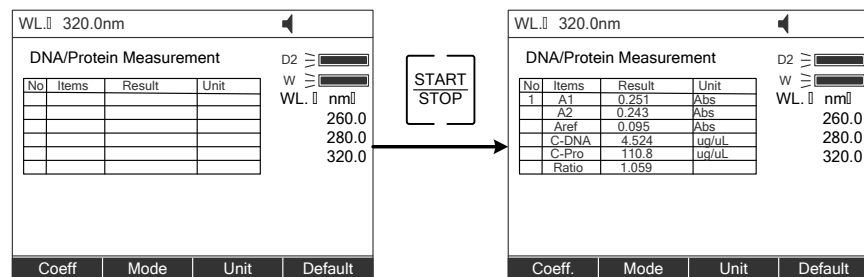 WL. 320.0nm
DNA/Protein Measurement
D2
W
No Items Result Unit
WL. nm
260.0
280.0
320.0
Coeff Mode Unit Default
START
STOP
WL. 320.0nm
DNA/Protein Measurement
D2
W
No Items Result Unit
1 A1 0.251 Abs
A2 0.243 Abs
Aref 0.095 Abs
C-DNA 4.524 ug/uL
C-Pro 110.8 ug/uL
Ratio 1.059
WL. nm
260.0
280.0
320.0
Coeff. Mode Unit Default